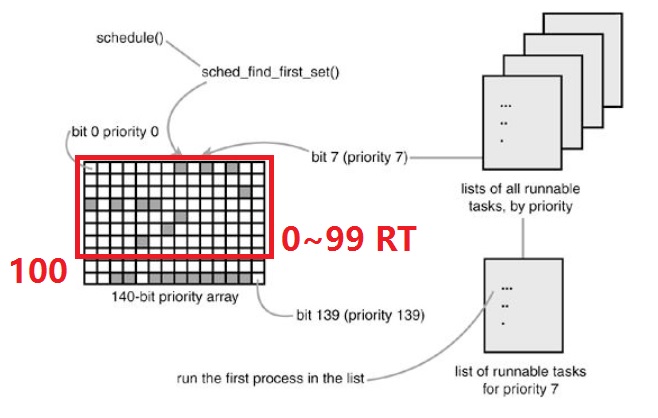 schedule()
sched_find_first_set()
bit 0 priority 0
bit 7 (priority 7)
...
..
.
lists of all runnable
tasks, by priority
0~99 RT
100
140-bit priority array
bit 139 (priority 139)
...
..
.
run the first process in the list
list of runnable tasks
for priority 7